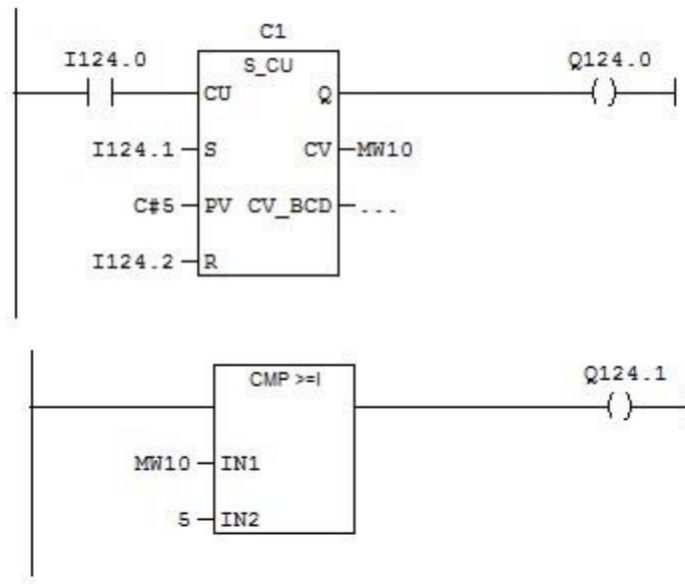 C1
I124.0
S_CU
Q124.0
CU
Q
I124.1
S
CV
MW10
C#5
PV
CV_BCD
...
I124.2
R
CMP >=I
Q124.1
MW10
IN1
5
IN2